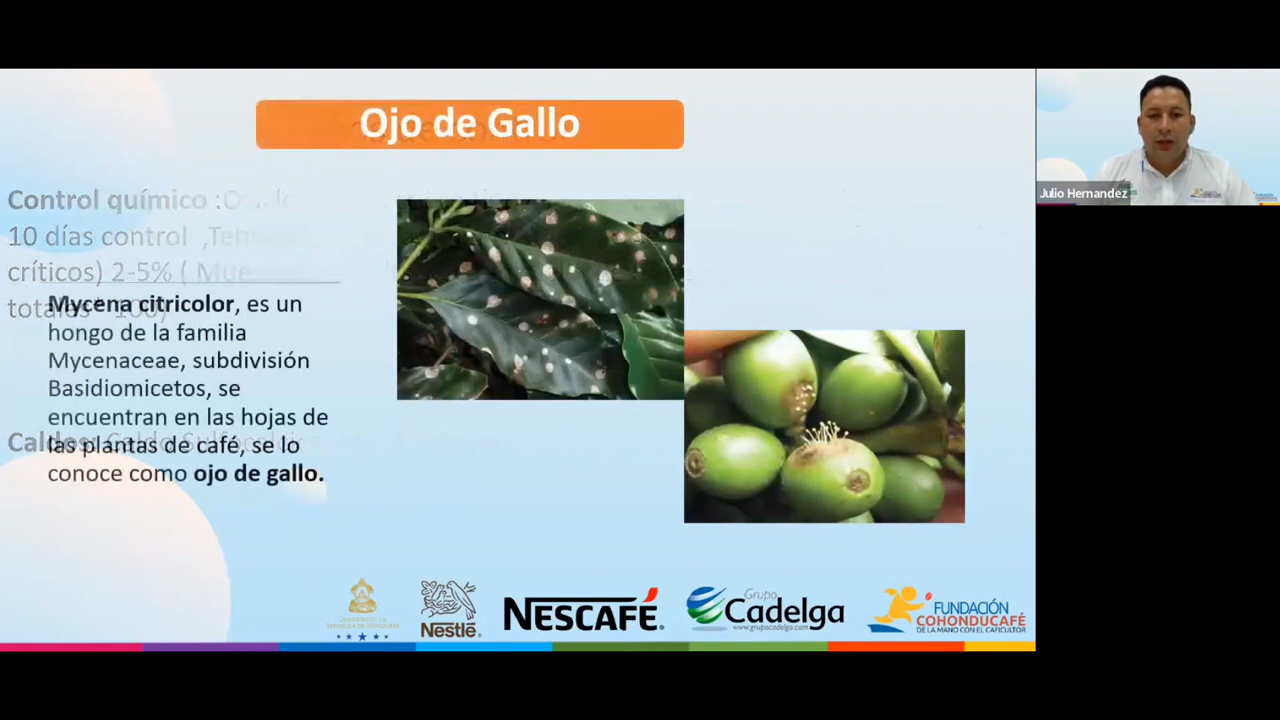 Ojo de Gallo
Julio Hernandez
Control químico :
10 días control
críticos) 2-5% ( Mue
totales
Mycena citricolor, es un
hongo de la familia
Mycenaceae, subdivisión
Basidiomicetos, se
encuentran en las hojas de
las plantas de café, se lo
conoce como ojo de gallo.
Caldos: Caldo
Nestlé
NESCAFÉ
Grupo
Cadelga
www.grupocadelga.com
FUNDACIÓN
COHONDUCAFÉ
DE LA MANO CON EL CAFICULTOR